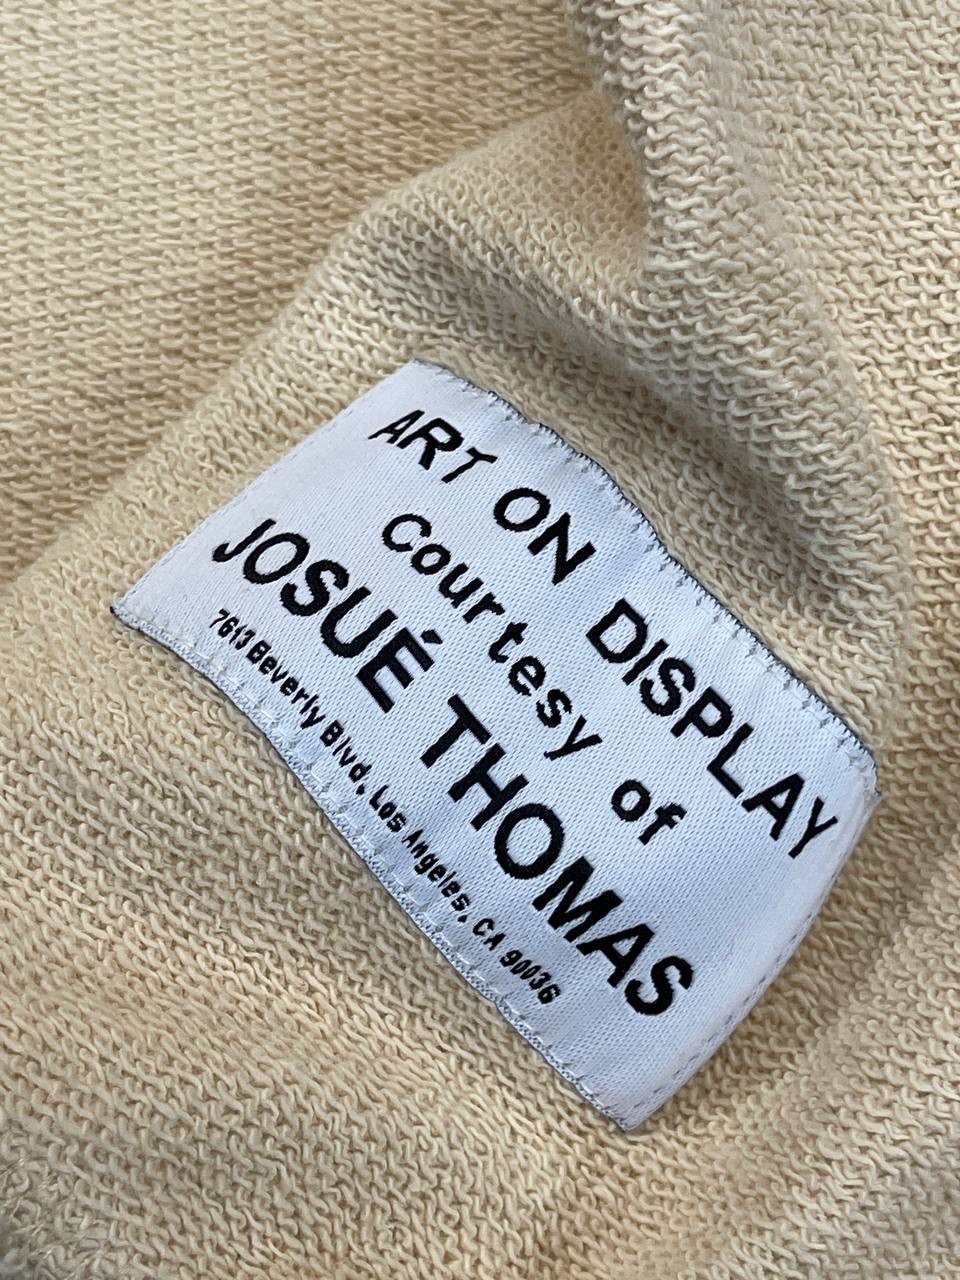 ART ON DISPLAY
Courtesy of
JOSUÉ THOMAS
7613 Beverly Blvd. Los Angeles, CA 90036